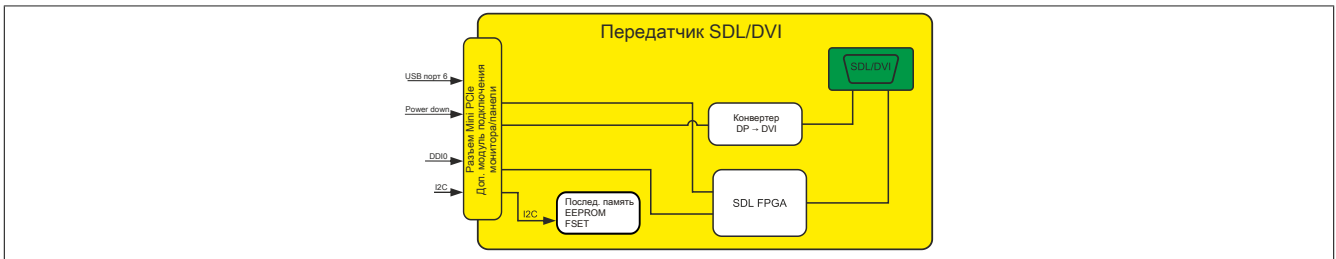 Передатчик SDL/DVI
USB порт 6
Power down
DDI0
I2C
Разъем Mini PCIe
Доп. модуль подключения
монитора/панели
SDL/DVI
Конвертер
DP → DVI
SDL FPGA
I2C
Послед. память
EEPROM
FSET